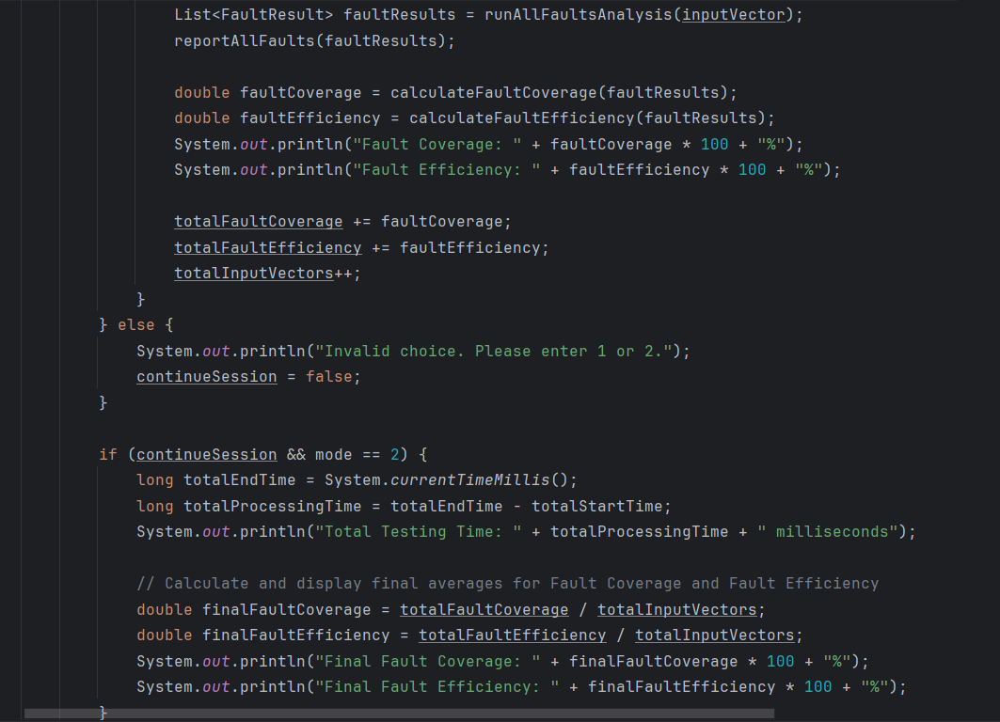 List<FaultResult> faultResults = runAllFaultsAnalysis(inputVector);
reportAllFaults(faultResults);
double faultCoverage = calculateFaultCoverage(faultResults);
double faultEfficiency = calculateFaultEfficiency(faultResults);
System.out.println("Fault Coverage: " + faultCoverage * 100 + "%");
System.out.println("Fault Efficiency: " + faultEfficiency * 100 + "%");
totalFaultCoverage += faultCoverage;
totalFaultEfficiency += faultEfficiency;
totalInputVectors++;
}
} else {
System.out.println("Invalid choice. Please enter 1 or 2.");
continueSession = false;
}
if (continueSession && mode == 2) {
long totalEndTime = System.currentTimeMillis();
long totalProcessingTime = totalEndTime - totalStartTime;
System.out.println("Total Testing Time: " + totalProcessingTime + " milliseconds");
// Calculate and display final averages for Fault Coverage and Fault Efficiency
double finalFaultCoverage = totalFaultCoverage / totalInputVectors;
double finalFaultEfficiency = totalFaultEfficiency / totalInputVectors;
System.out.println("Final Fault Coverage: " + finalFaultCoverage * 100 + "%");
System.out.println("Final Fault Efficiency: " + finalFaultEfficiency * 100 + "%");
}